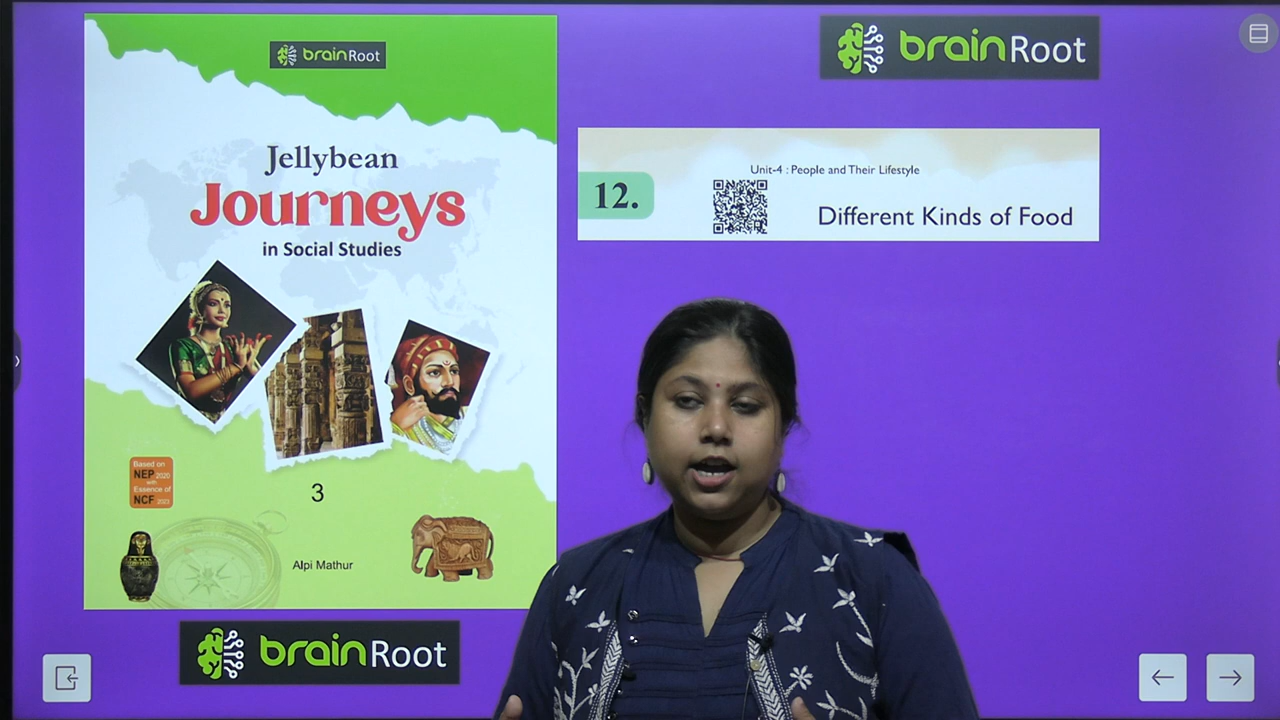 brainRoot
Jellybean
Journeys
in Social Studies
Based on
NEP 2020
with
Essence of
NCF 2023
3
Alpi Mathur
brainRoot
brainRoot
Unit-4 : People and Their Lifestyle
12.
Different Kinds of Food